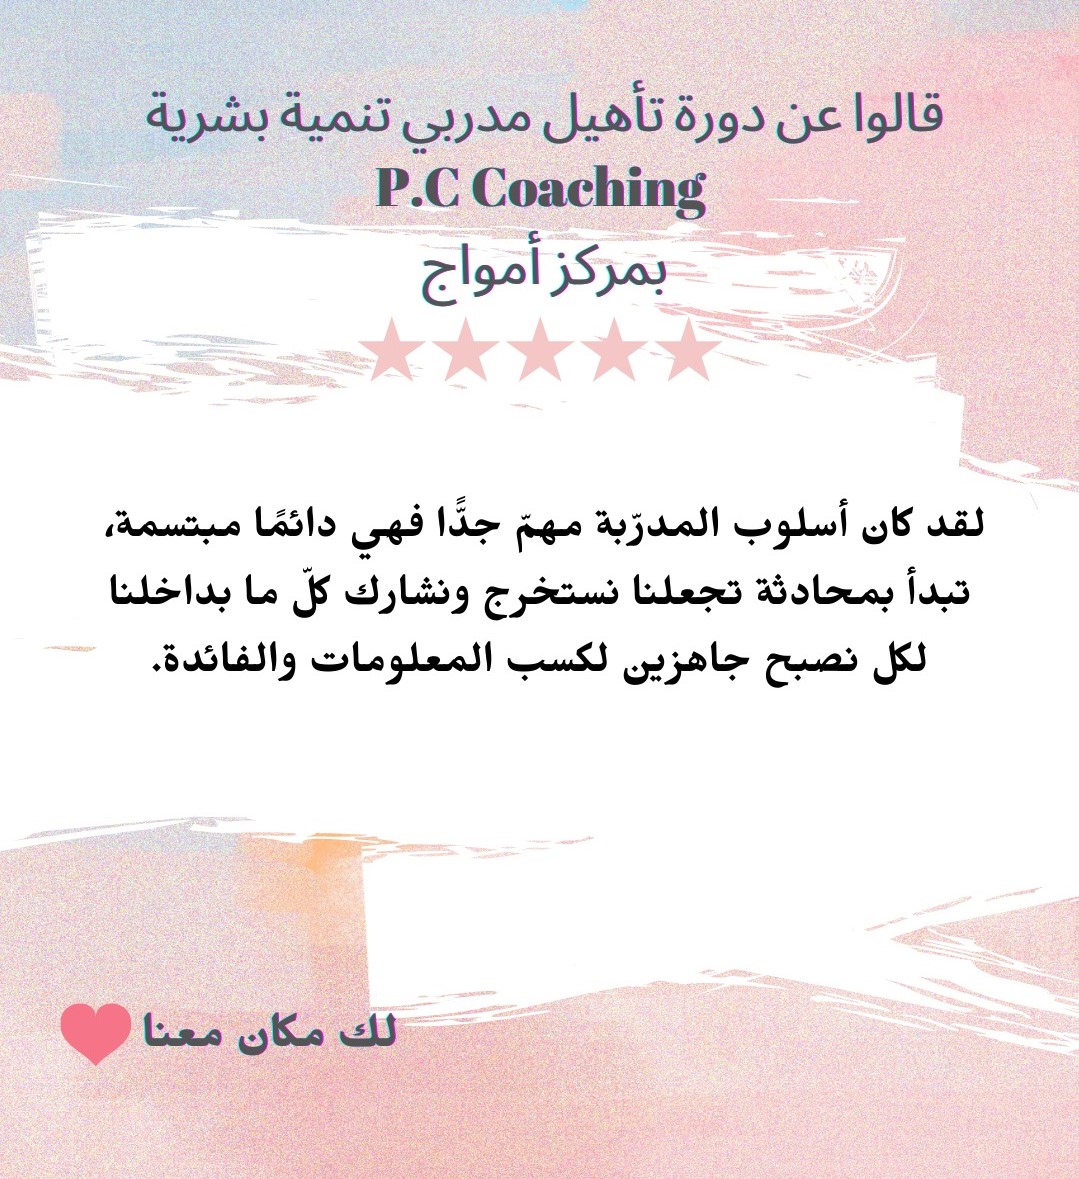 قالوا عن دورة تأهيل مدربي تنمية بشرية
P.C Coaching
بمركز أمواج
لقد كان أسلوب المدرّبة مهمّ جدًّا فهي دائمًا مبتسمة،
تبدأ بمحادثة تجعلنا نستخرج ونشارك كلّ ما بداخلنا
لكل نصبح جاهزين لكسب المعلومات والفائدة.
لك مكان معنا